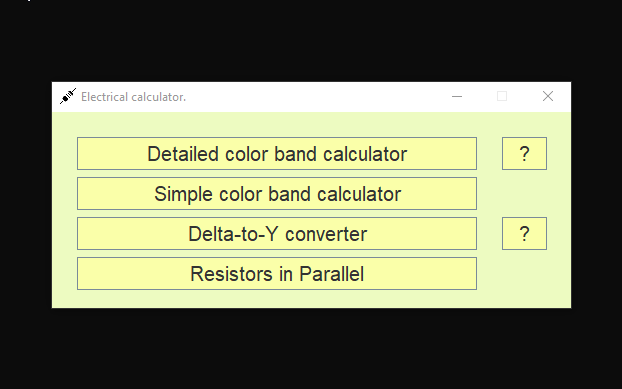 Electrical calculator.
Detailed color band calculator ?
Simple color band calculator
Delta-to-Y converter ?
Resistors in Parallel